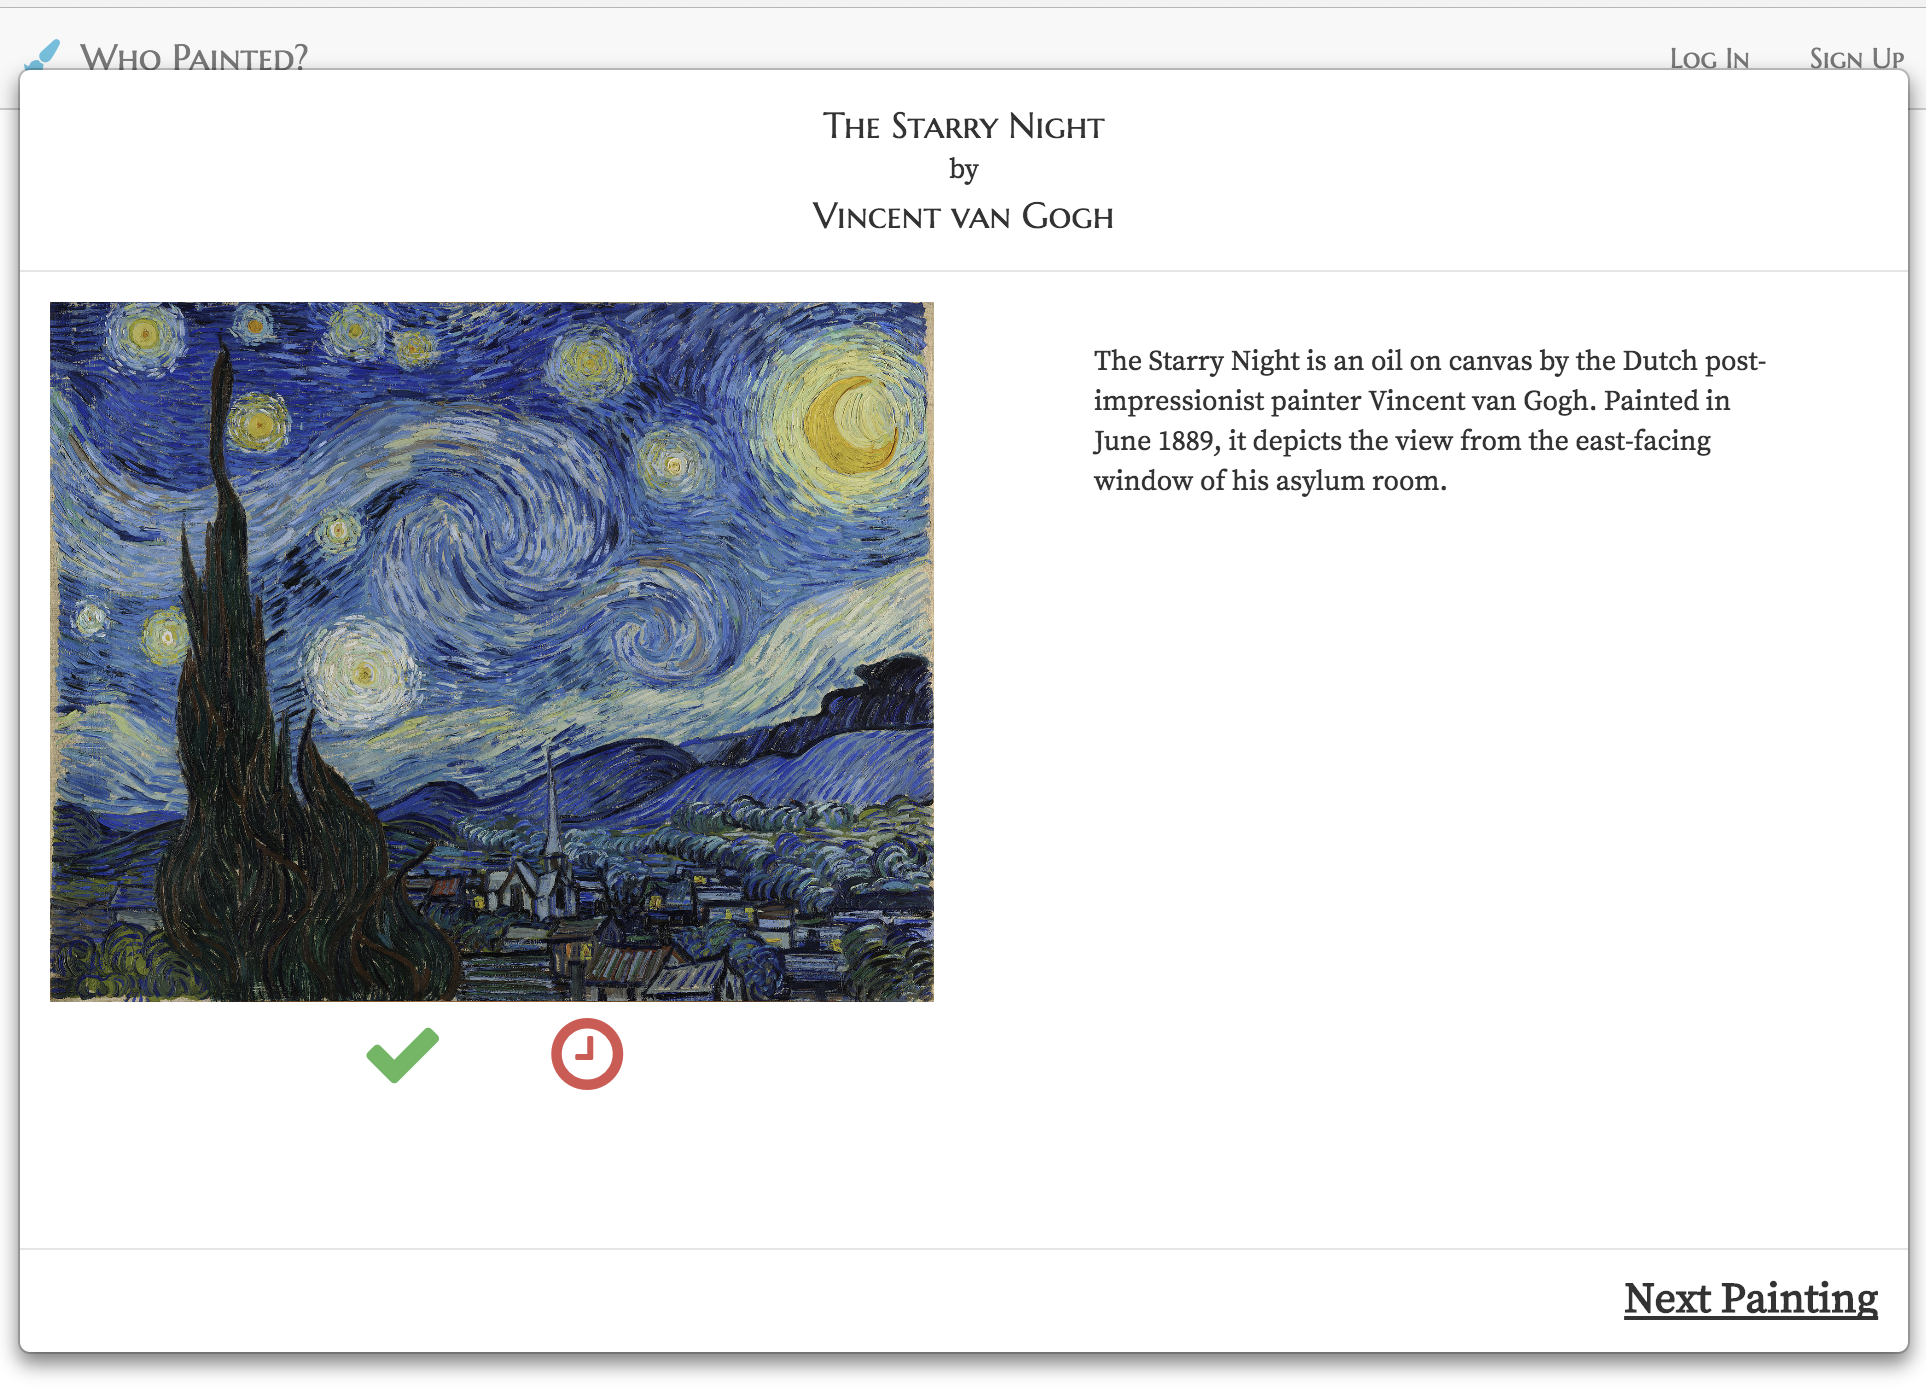 Who Painted?
Log In
Sign Up
The Starry Night
by
Vincent van Gogh
The Starry Night is an oil on canvas by the Dutch post-
impressionist painter Vincent van Gogh. Painted in
June 1889, it depicts the view from the east-facing
window of his asylum room.
Next Painting